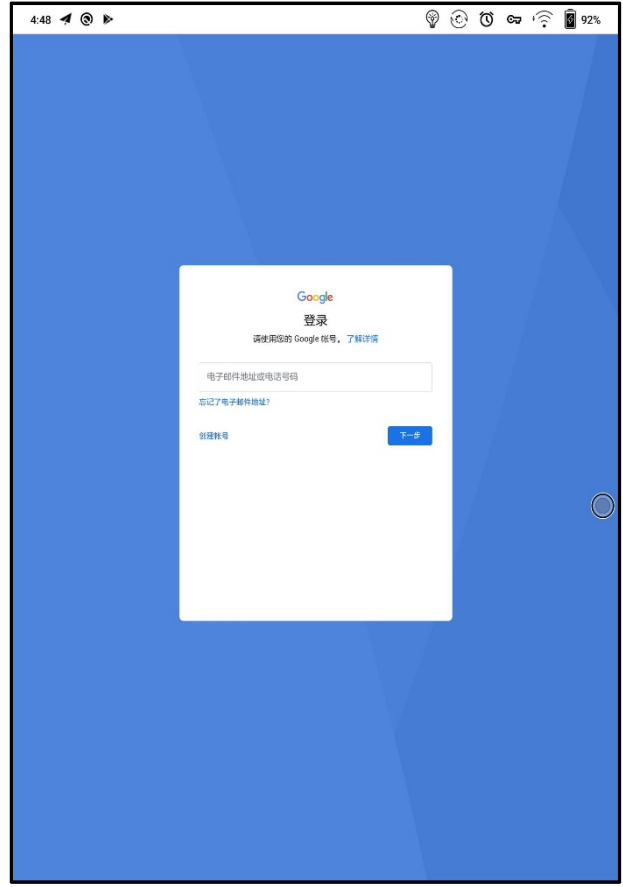 4:48 92%
Google
登录
请使用您的 Google 帐号。了解详情
电子邮件地址或电话号码
忘记了电子邮件地址?
创建帐号 下一步